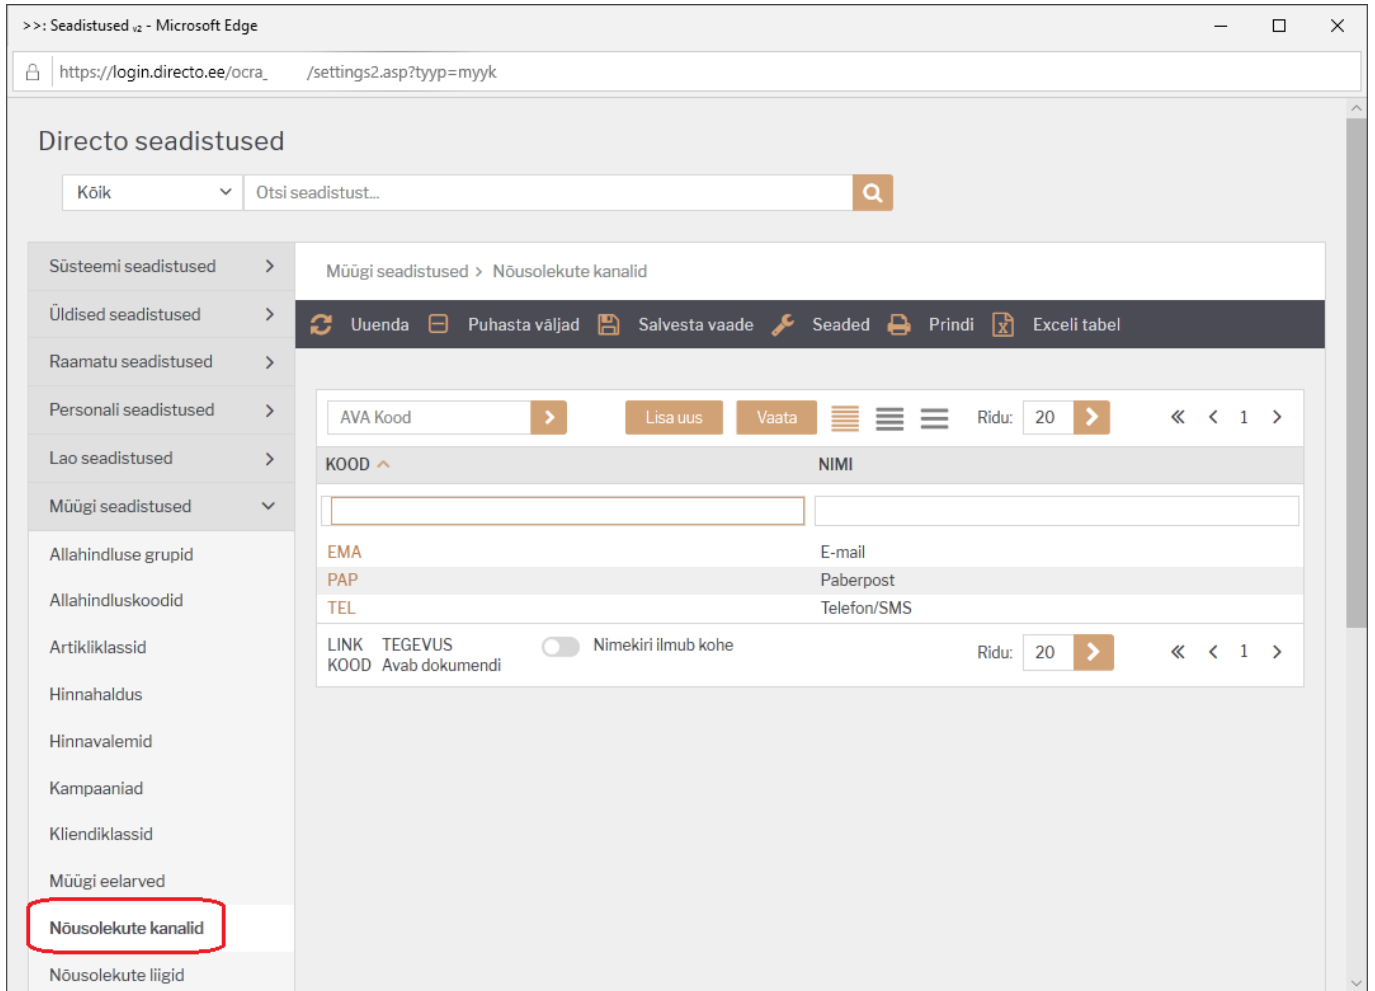 >>: Seadistused v2 - Microsoft Edge
https://login.directo.ee/ocra_ /settings2.asp?tyyp=myyk
Directo seadistused
Kõik
Otsi seadistust...
Süsteemi seadistused
Üldised seadistused
Raamatu seadistused
Personali seadistused
Lao seadistused
Müügi seadistused
Allahindluse grupid
Allahindluskoodid
Artikliklassid
Hinnahaldus
Hinnavalemid
Kampaaniad
Kliendiklassid
Müügi eelarved
Nõusolekute kanalid
Nõusolekute liigid
Müügi seadistused > Nõusolekute kanalid
Uuenda Puhasta väljad Salvesta vaade Seaded Prindi Exceli tabel
AVA Kood Lisa uus Vaata Ridu: 20 « < 1 >
KOOD NIMI
EMA E-mail
PAP Paberpost
TEL Telefon/SMS
LINK TEGEVUS Nimekiri ilmub kohe
KOOD Avab dokumendi
Ridu: 20 « < 1 >